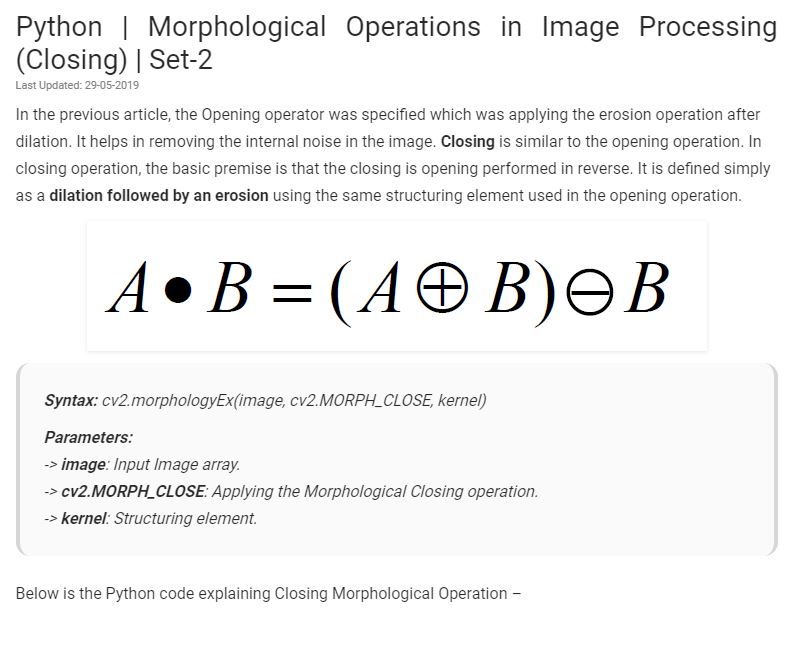 Python | Morphological Operations in Image Processing
(Closing) | Set-2
Last Updated: 29-05-2019
In the previous article, the Opening operator was specified which was applying the erosion operation after
dilation. It helps in removing the internal noise in the image. Closing is similar to the opening operation. In
closing operation, the basic premise is that the closing is opening performed in reverse. It is defined simply
as a dilation followed by an erosion using the same structuring element used in the opening operation.
A • B = (A ⊕ B) ⊖ B
Syntax: cv2.morphologyEx(image, cv2.MORPH_CLOSE, kernel)
Parameters:
-> image: Input Image array.
-> cv2.MORPH_CLOSE: Applying the Morphological Closing operation.
-> kernel: Structuring element.
Below is the Python code explaining Closing Morphological Operation –